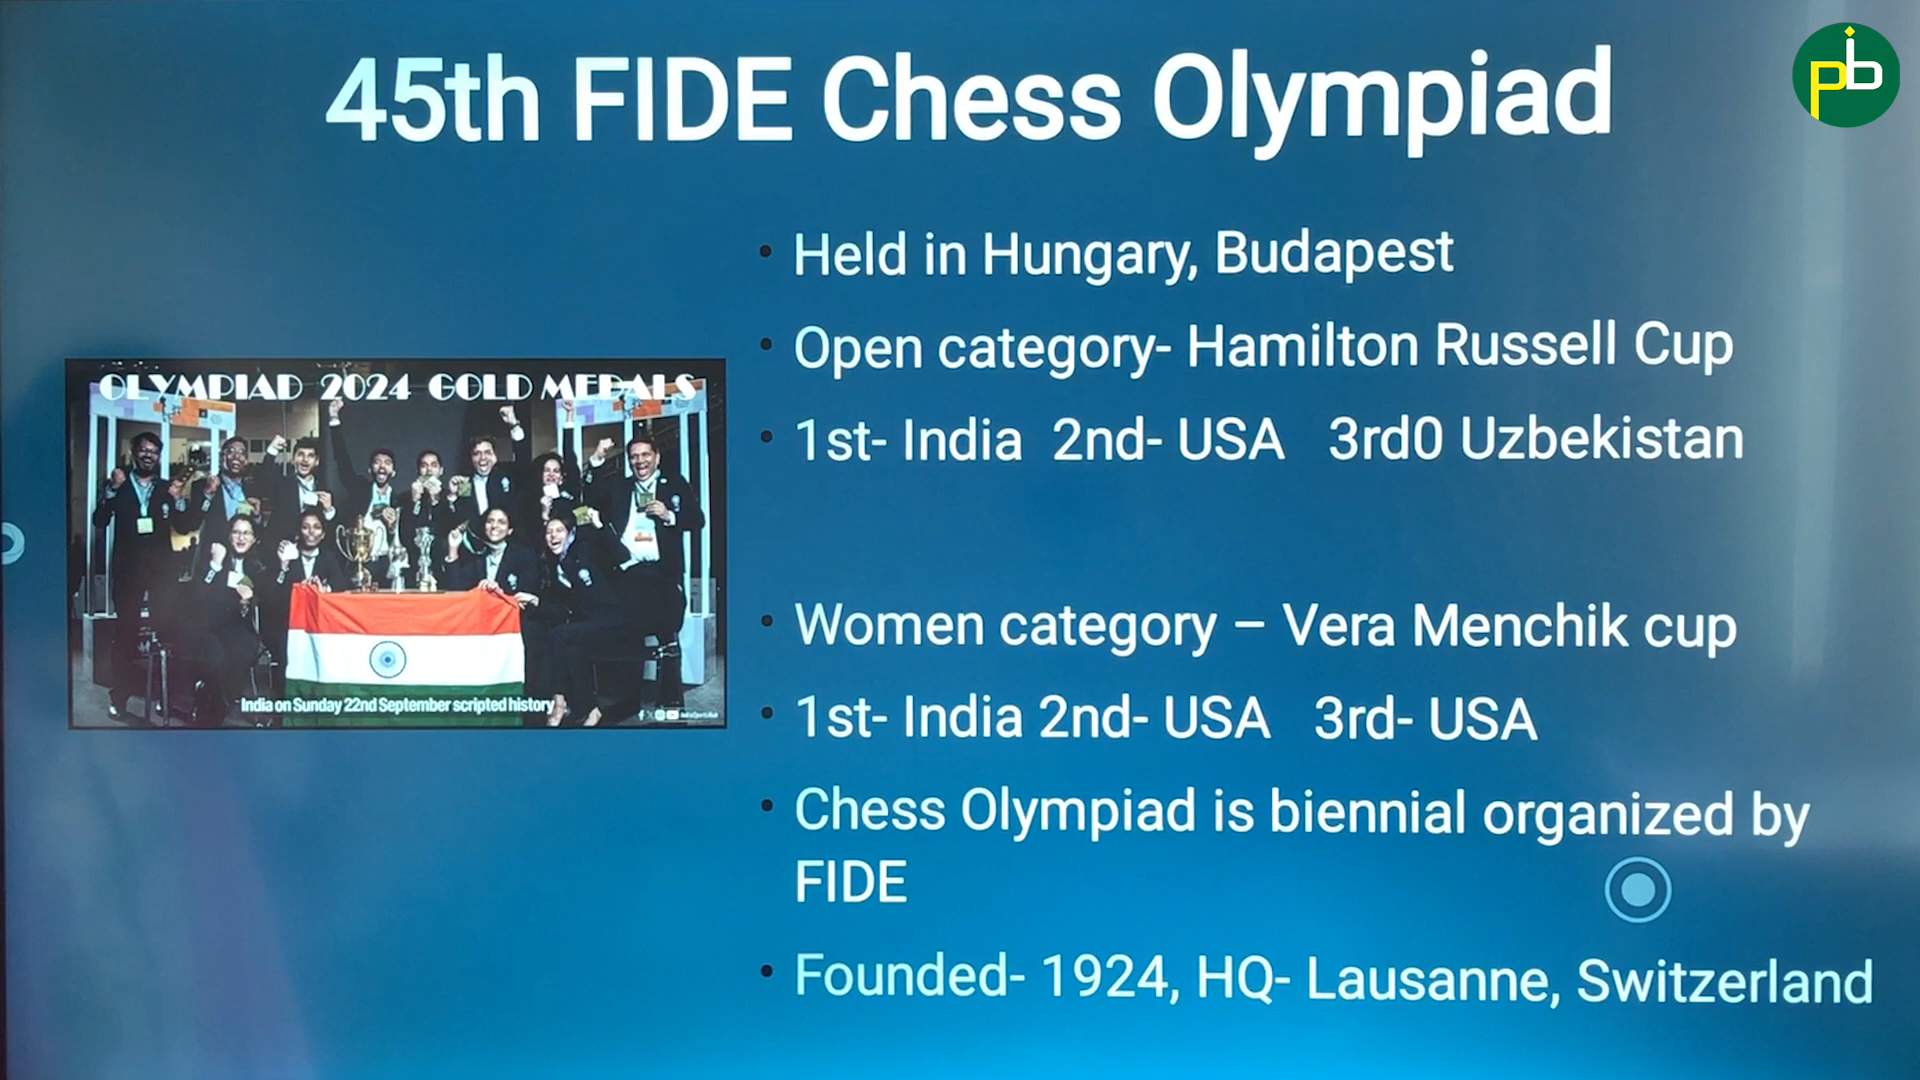 45th FIDE Chess Olympiad
pib
Held in Hungary, Budapest
Open category- Hamilton Russell Cup
1st- India 2nd- USA 3rd0 Uzbekistan
OLYMPIAD 2024 GOLD MEDALS
India on Sunday 22nd September scripted history
Women category – Vera Menchik cup
1st- India 2nd- USA 3rd- USA
Chess Olympiad is biennial organized by
FIDE
Founded- 1924, HQ- Lausanne, Switzerland